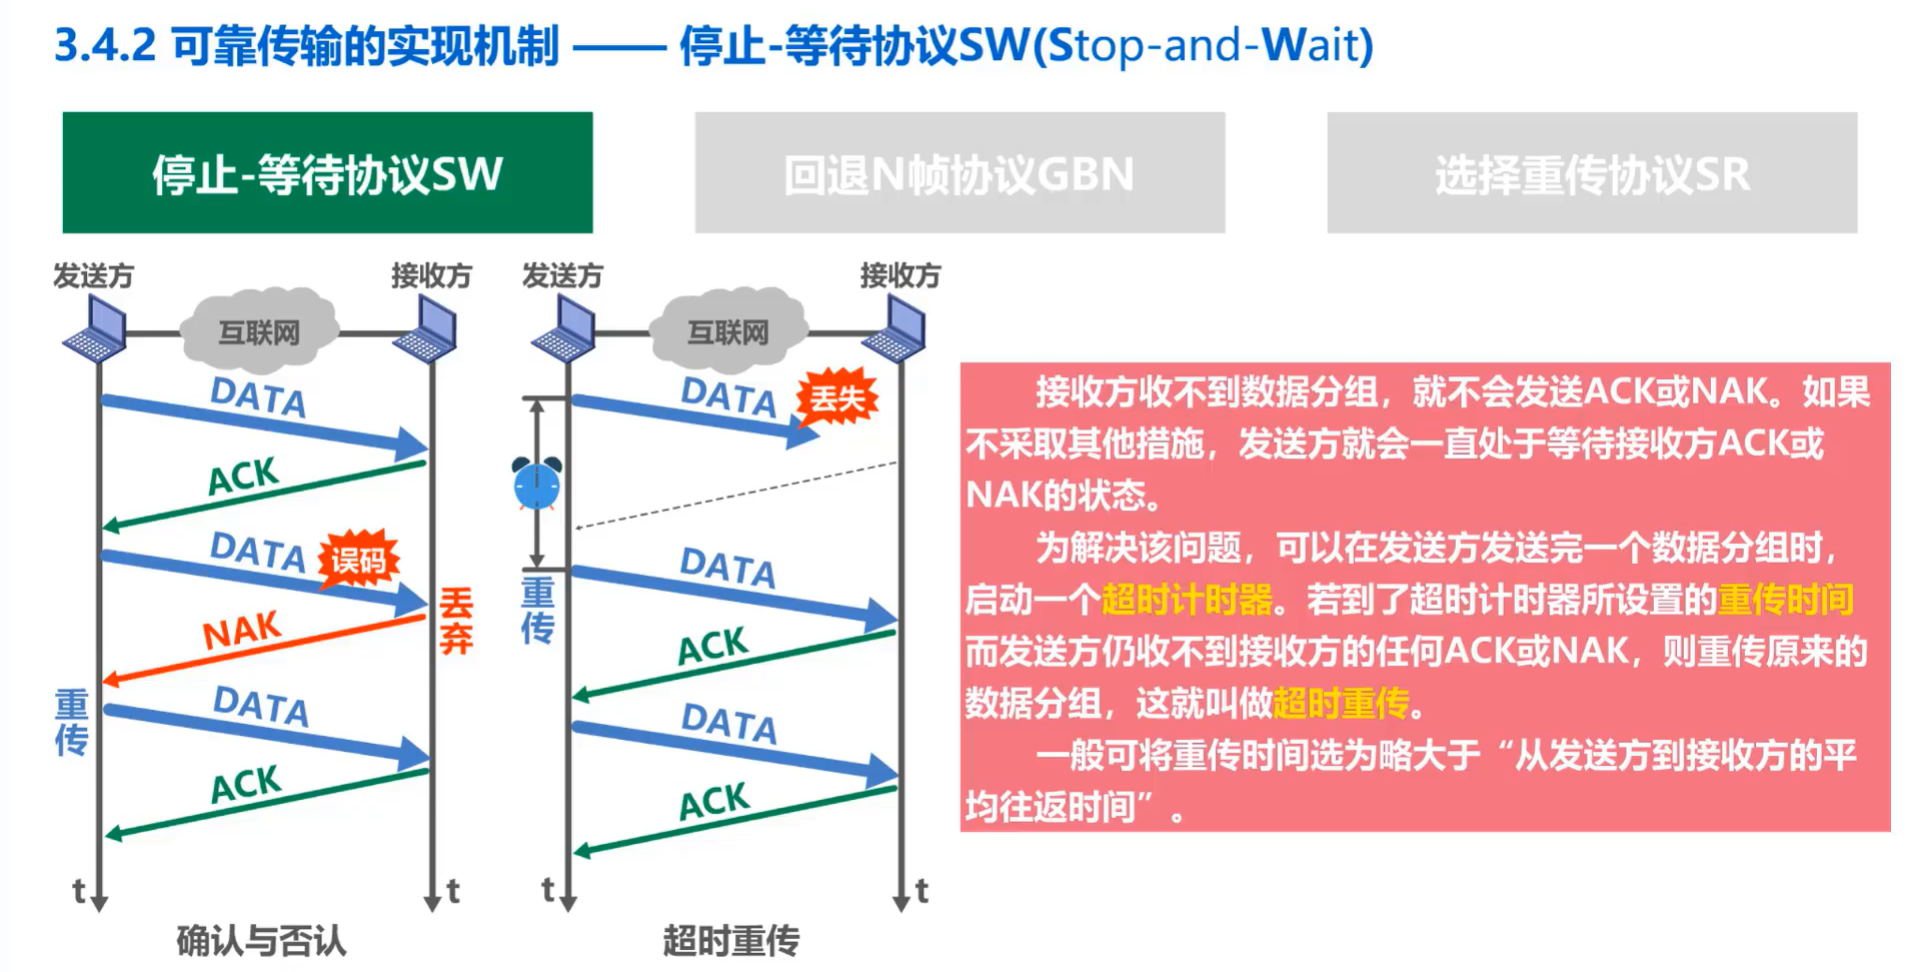 3.4.2 可靠传输的实现机制 —— 停止-等待协议SW(Stop-and-Wait)
停止-等待协议SW
回退N帧协议GBN
选择重传协议SR
发送方
接收方
互联网
DATA
ACK
DATA
误码
丢弃
NAK
重传
DATA
ACK
t
t
确认与否认
发送方
接收方
互联网
DATA
丢失
重传
DATA
ACK
DATA
ACK
t
t
超时重传
接收方收不到数据分组，就不会发送ACK或NAK。如果
不采取其他措施，发送方就会一直处于等待接收方ACK或
NAK的状态。
为解决该问题，可以在发送方发送完一个数据分组时，
启动一个超时计时器。若到了超时计时器所设置的重传时间
而发送方仍收不到接收方的任何ACK或NAK，则重传原来的
数据分组，这就叫做超时重传。
一般可将重传时间选为略大于“从发送方到接收方的平
均往返时间”。